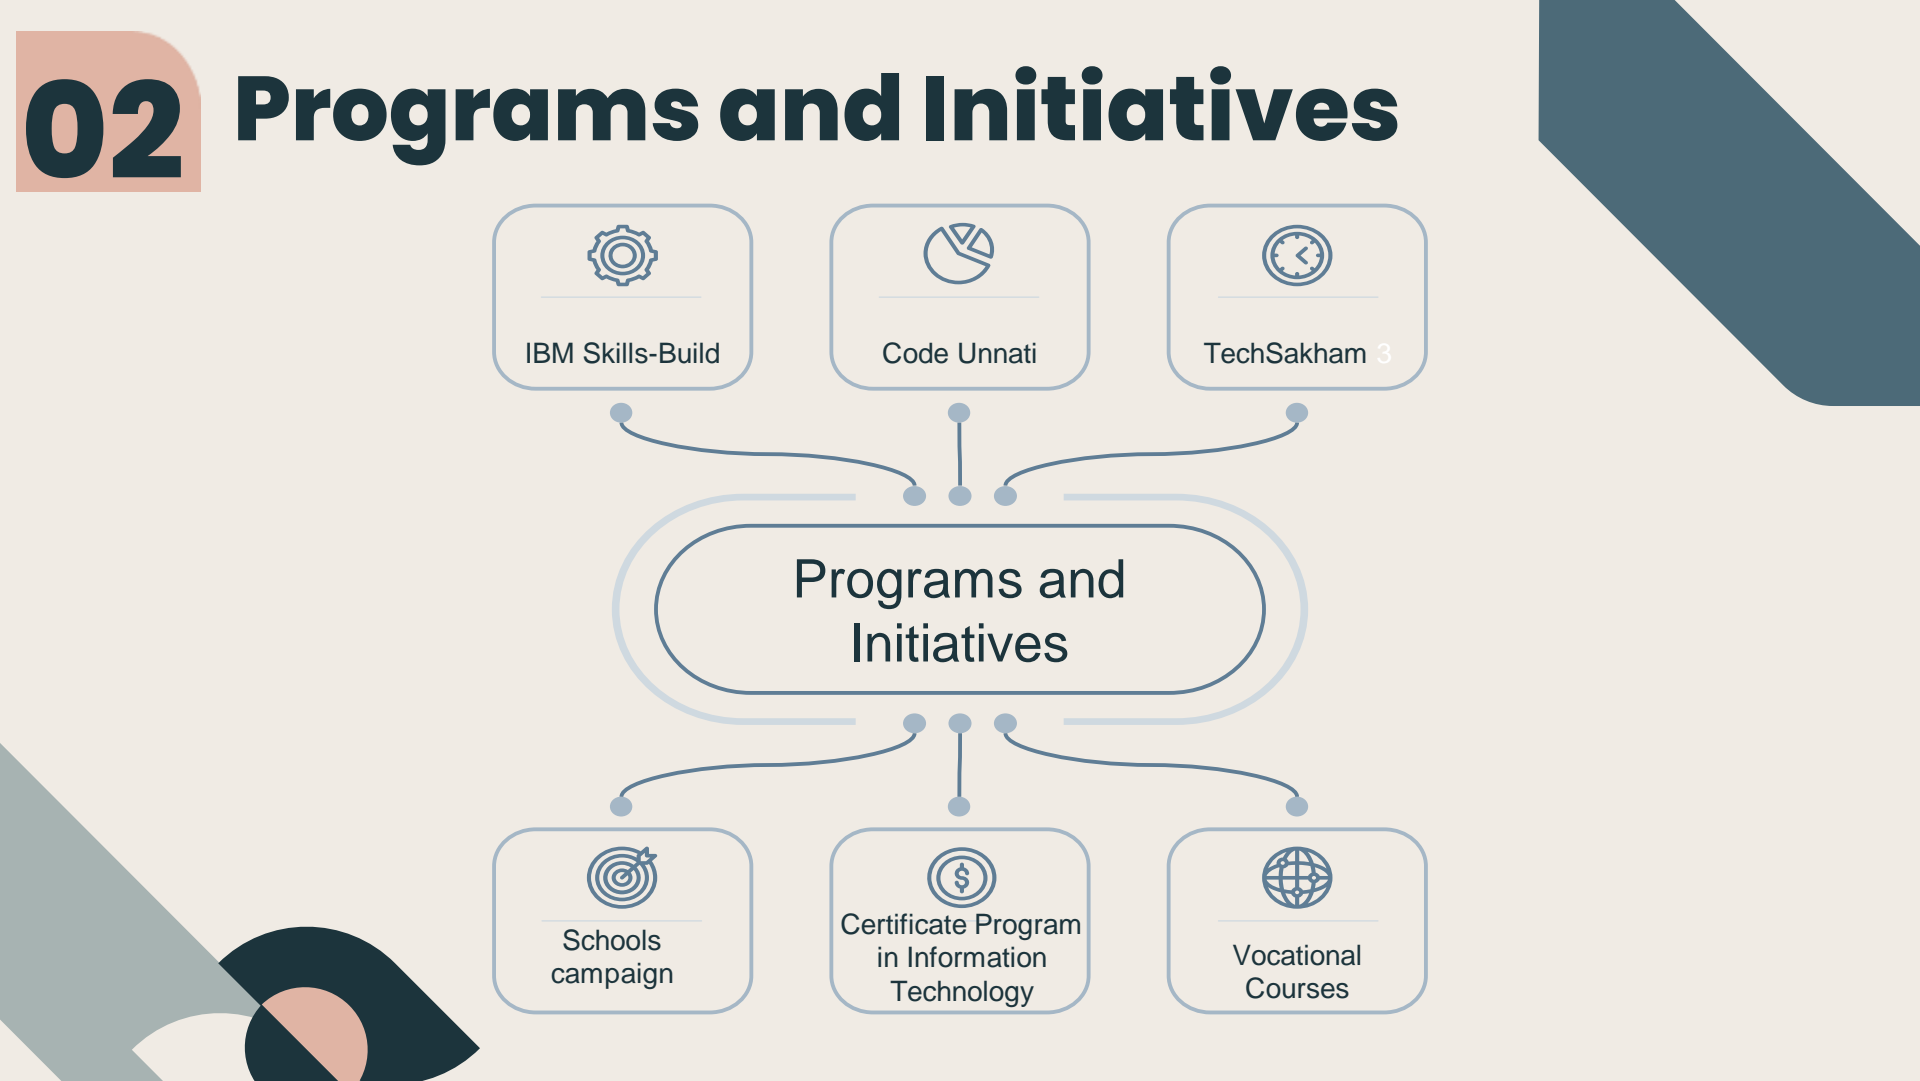 02
Programs and Initiatives
IBM Skills-Build
Code Unnati
TechSakham 3
Programs and
Initiatives
Schools
campaign
$
Certificate Program
in Information
Technology
Vocational
Courses